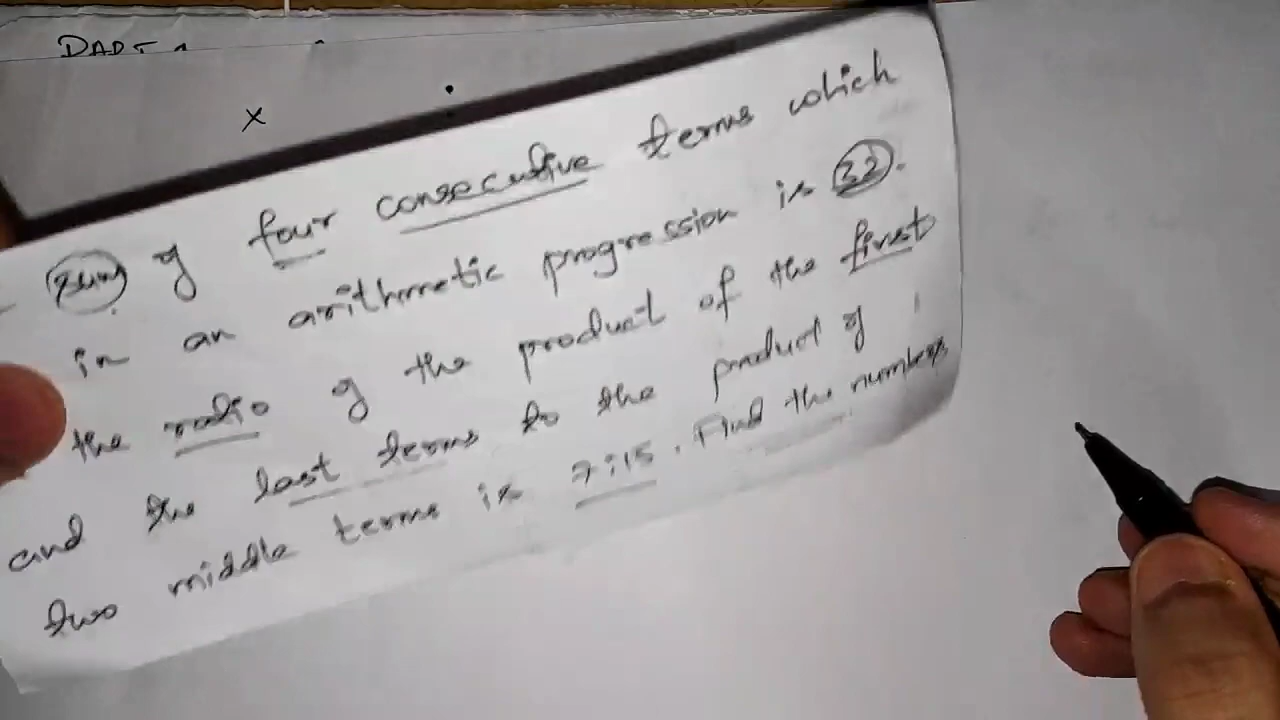 PART
x
Sum of four consecutive terms which
in an arithmetic progression is 32.
the ratio of the product of the first
and the last terms to the product of
two middle terms is 7:15. Find the numbers